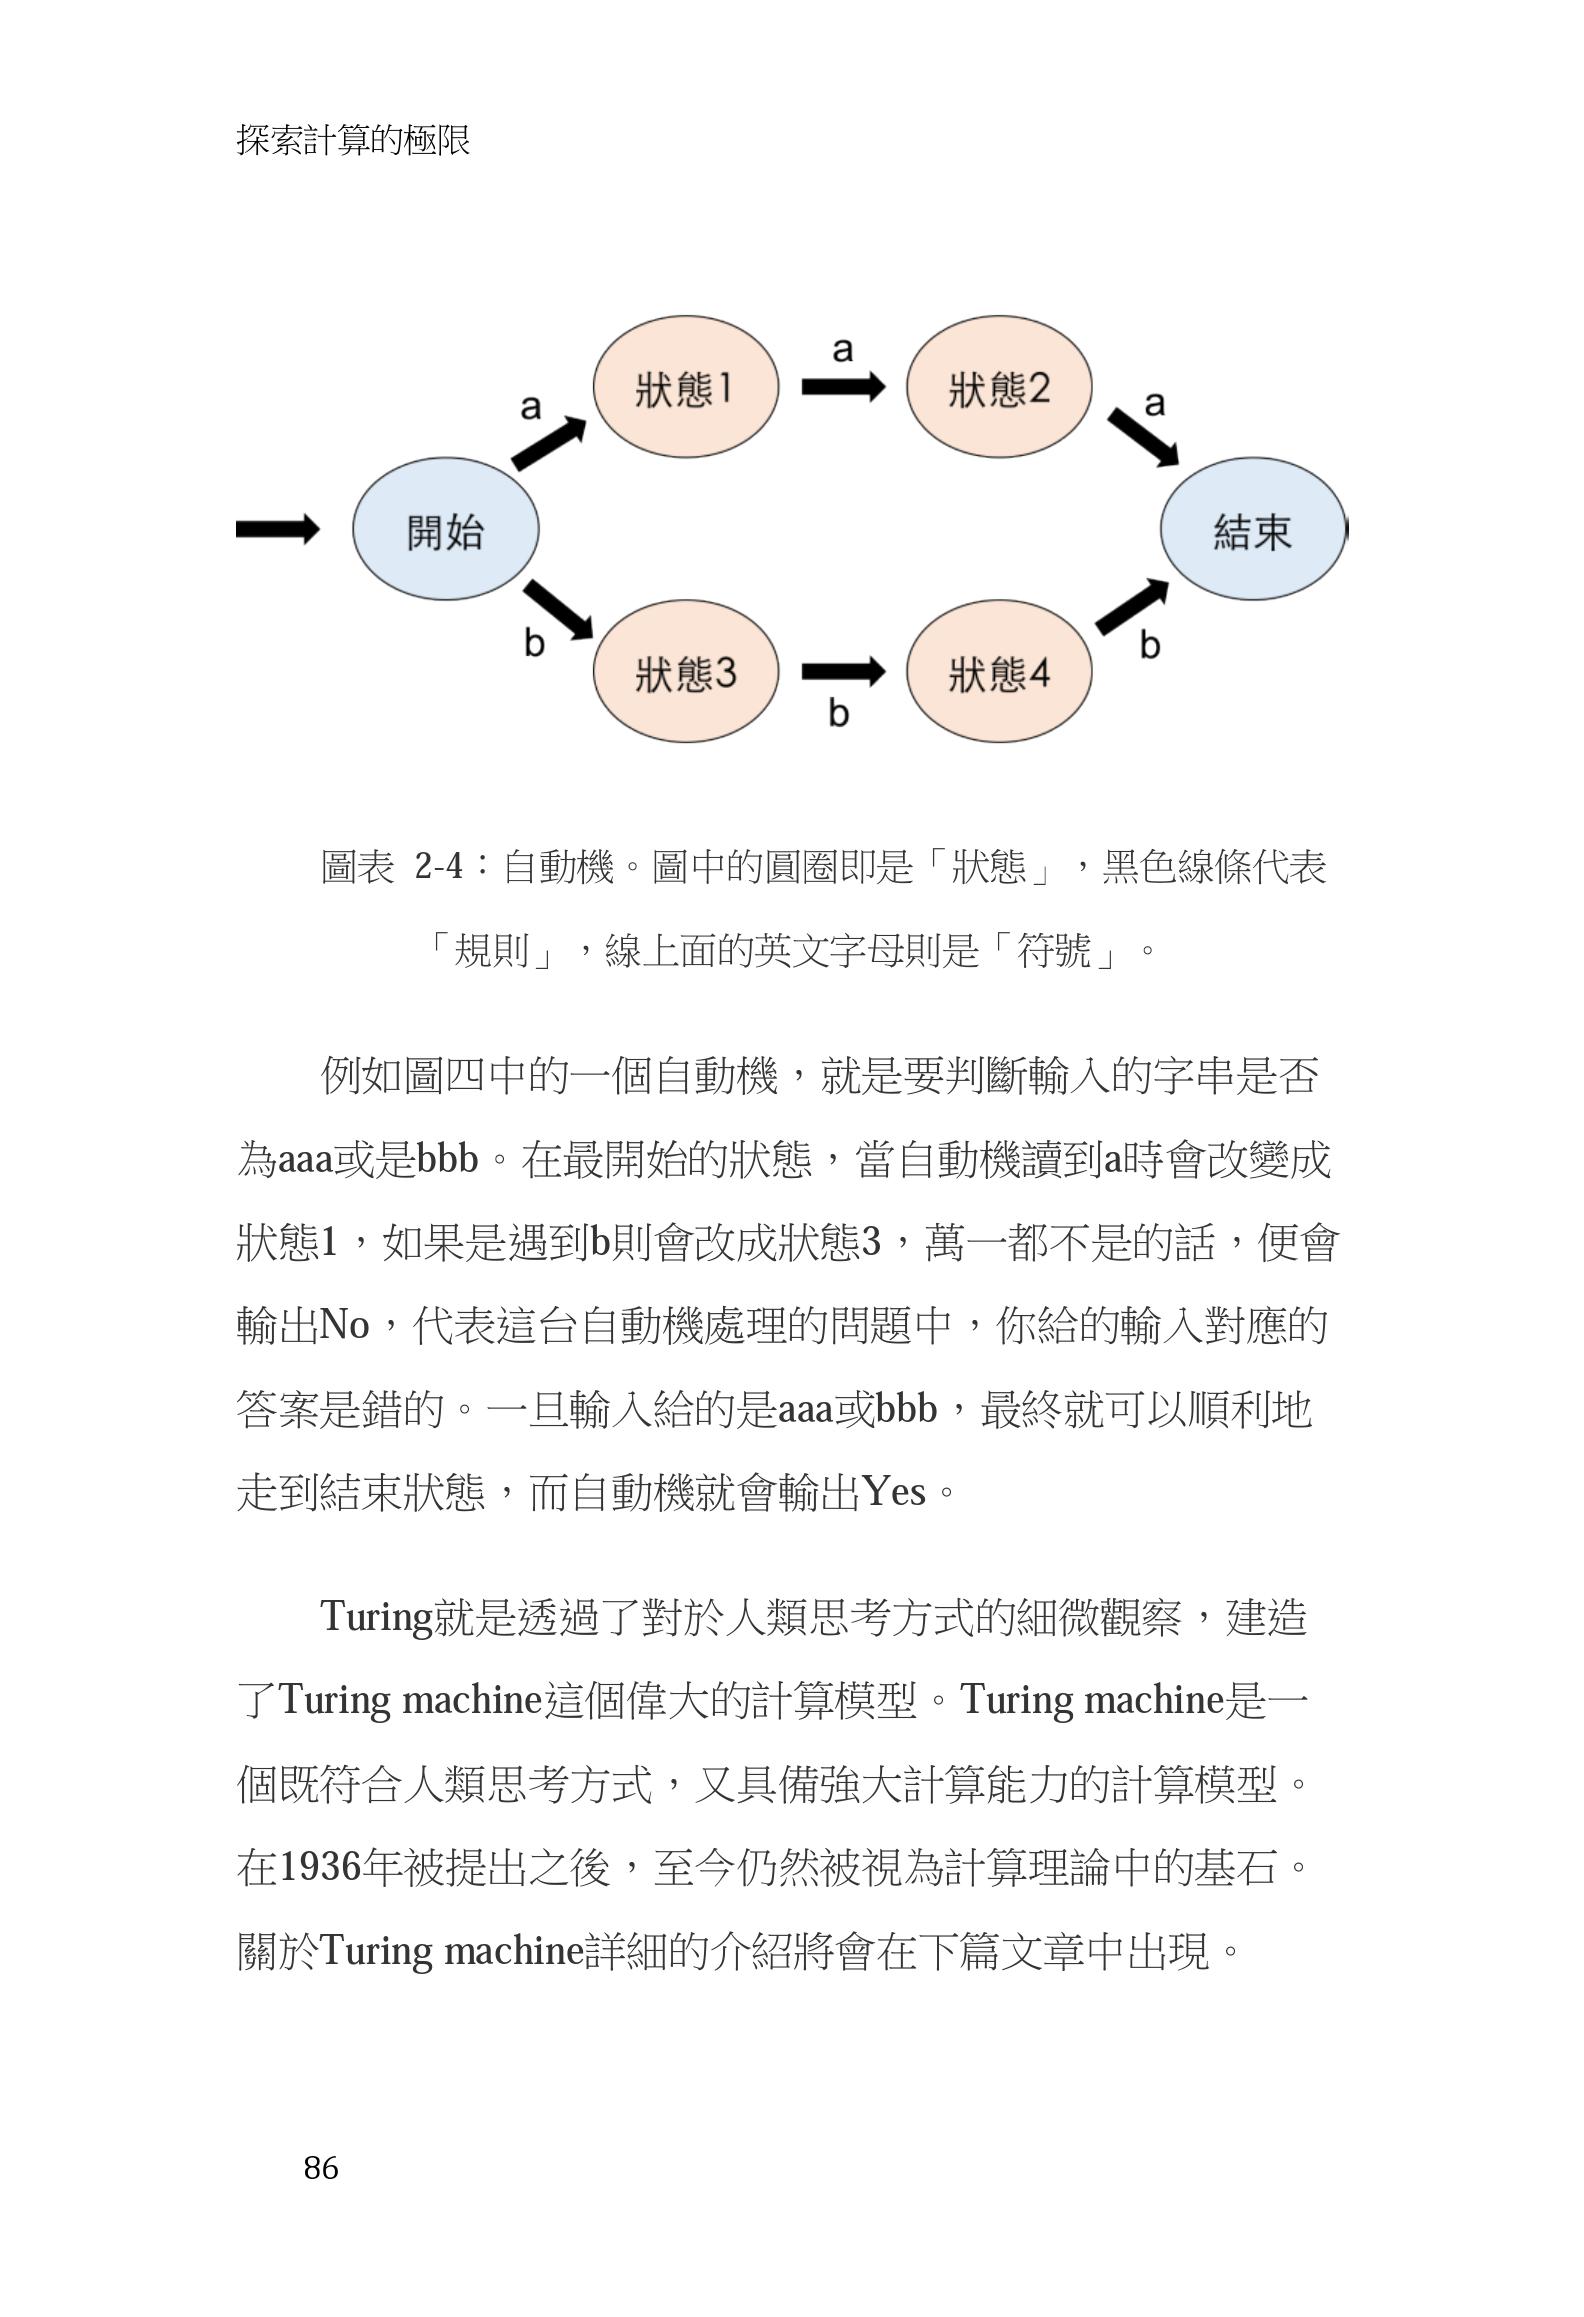 探索計算的極限
a
狀態1
狀態2
a
a
開始
結束
b
b
狀態3
狀態4
b
圖表 2-4：自動機。圖中的圓圈即是「狀態」，黑色線條代表
「規則」，線上面的英文字母則是「符號」。
例如圖四中的一個自動機，就是要判斷輸入的字串是否
為aaa或是bbb。在最開始的狀態，當自動機讀到a時會改變成
狀態1，如果是遇到b則會改成狀態3，萬一都不是的話，便會
輸出No，代表這台自動機處理的問題中，你給的輸入對應的
答案是錯的。一旦輸入給的是aaa或bbb，最終就可以順利地
走到結束狀態，而自動機就會輸出Yes。
Turing就是透過了對於人類思考方式的細微觀察，建造
了Turing machine這個偉大的計算模型。Turing machine是一
個既符合人類思考方式，又具備強大計算能力的計算模型。
在1936年被提出之後，至今仍然被視為計算理論中的基石。
關於Turing machine詳細的介紹將會在下篇文章中出現。
86